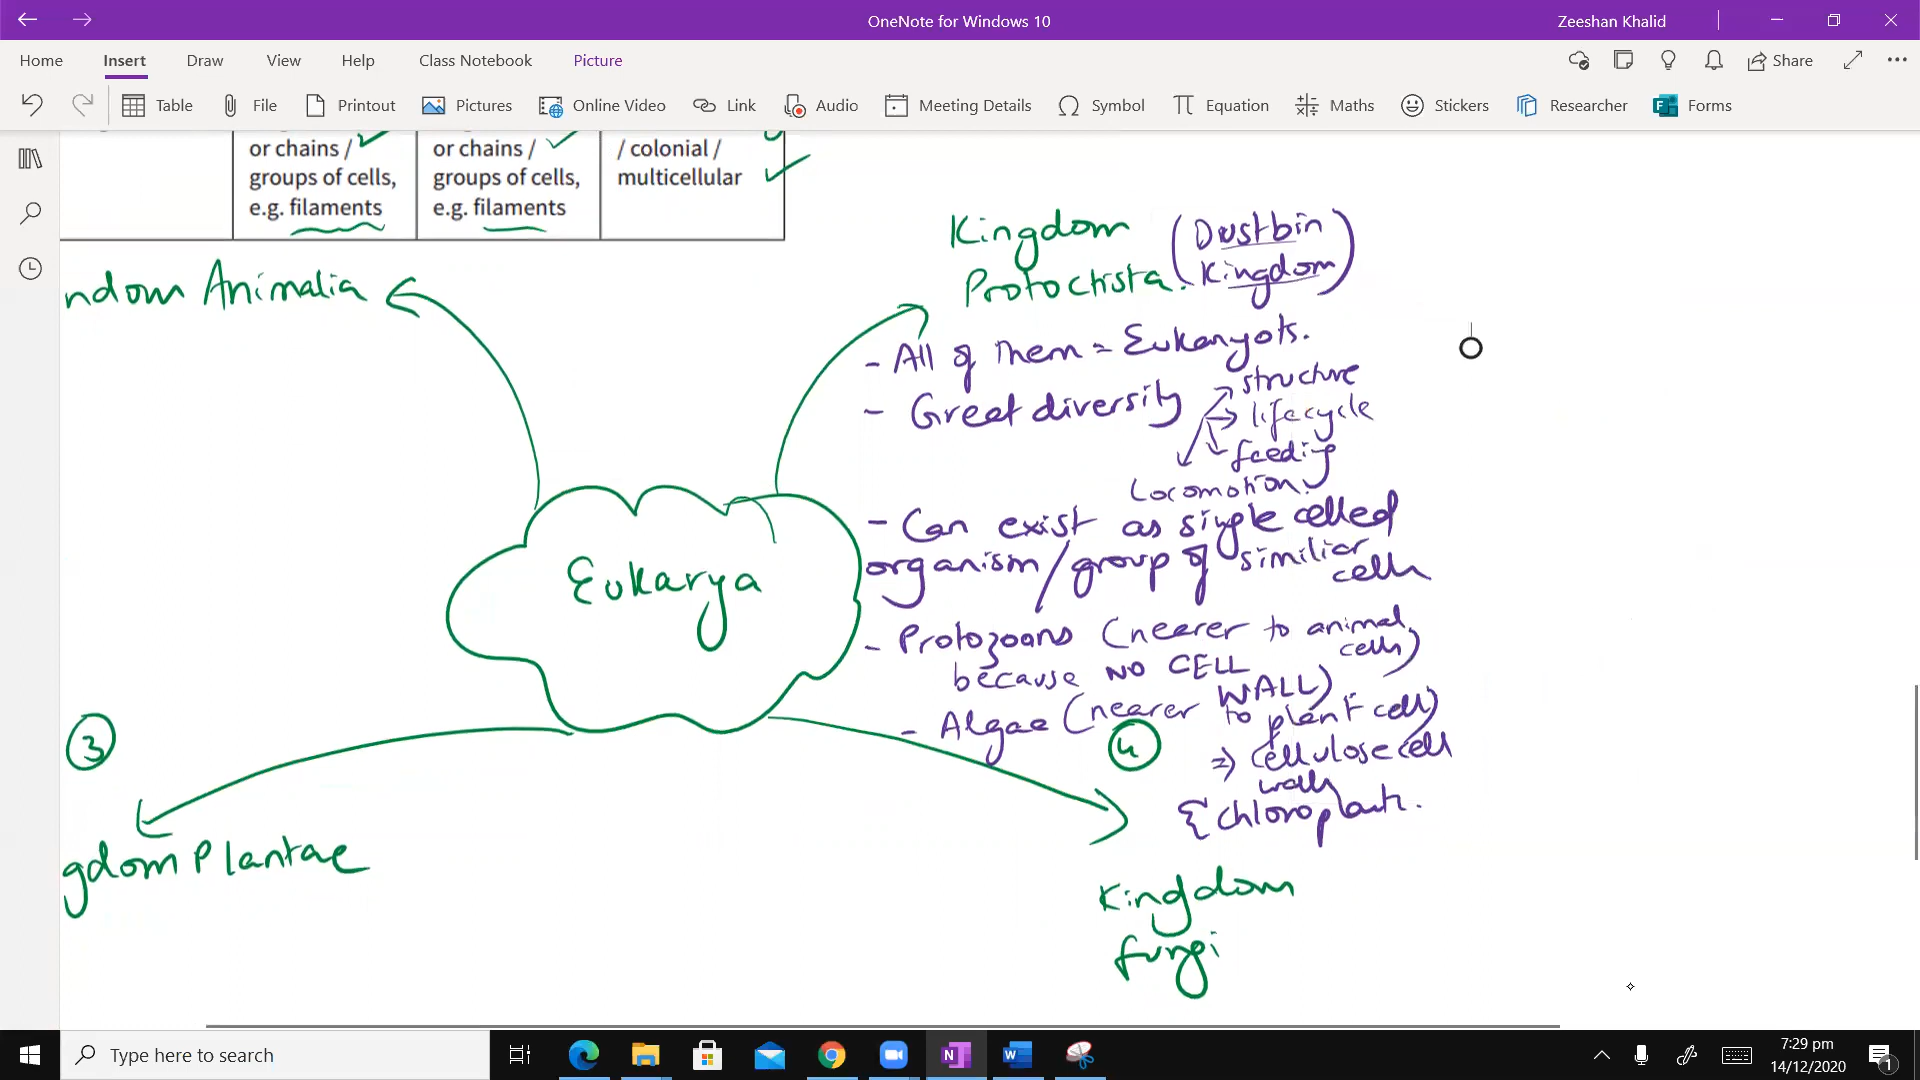 OneNote for Windows 10
Zeeshan Khalid
Home Insert Draw View Help Class Notebook Picture
Share
Table File Printout Pictures Online Video Link Audio Meeting Details Symbol Equation Maths Stickers Researcher Forms
or chains / or chains / / colonial /
groups of cells, groups of cells, multicellular
e.g. filaments e.g. filaments
Kingdom (Dustbin
Protochista. Kingdom)
ndom Animalia
- All of them = Eukaryots.
- Great diversity
structure
lifecycle
feeding
Locomotion.
- Can exist as single celled
organism/group of similier
cells
Eukarya
- Protozoans (nearer to animal
cells)
because NO CELL
WALL)
- Algae (nearer to plant cell)
=> cellulose cell
walls
& chloroplasts.
3
4
gdom Plantae
Kingdom
fungi
Type here to search
7:29 pm
14/12/2020
1